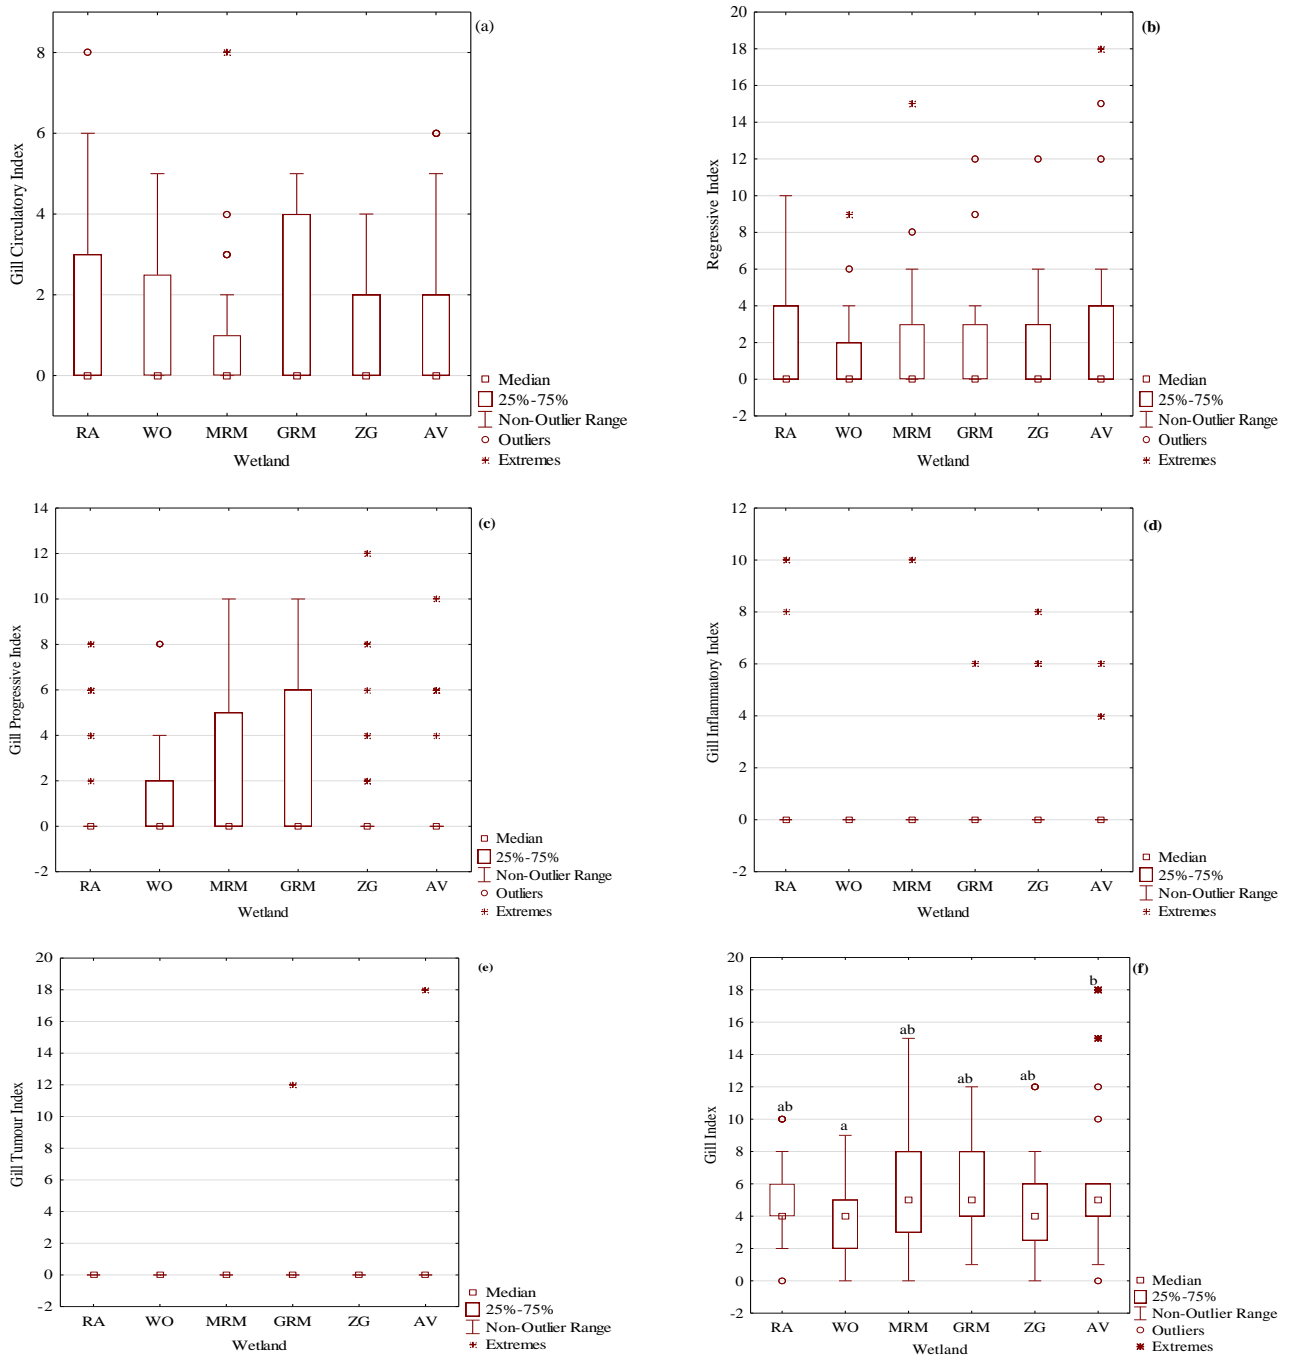 (a)
Gill Circulatory Index
8
6
4
2
0
RA WO MRM GRM ZG AV
Wetland
Median
25%-75%
Non-Outlier Range
Outliers
Extremes
(b)
Regressive Index
20
18
16
14
12
10
8
6
4
2
0
-2
RA WO MRM GRM ZG AV
Wetland
Median
25%-75%
Non-Outlier Range
Outliers
Extremes
(c)
Gill Progressive Index
14
12
10
8
6
4
2
0
-2
RA WO MRM GRM ZG AV
Wetland
Median
25%-75%
Non-Outlier Range
Outliers
Extremes
(d)
Gill Inflammatory Index
12
10
8
6
4
2
0
-2
RA WO MRM GRM ZG AV
Wetland
Median
25%-75%
Non-Outlier Range
Extremes
(e)
Gill Tumour Index
20
18
16
14
12
10
8
6
4
2
0
-2
RA WO MRM GRM ZG AV
Wetland
Median
25%-75%
Non-Outlier Range
Extremes
(f)
Gill Index
20
18
16
14
12
10
8
6
4
2
0
-2
ab a ab ab ab b
RA WO MRM GRM ZG AV
Wetland
Median
25%-75%
Non-Outlier Range
Outliers
Extremes